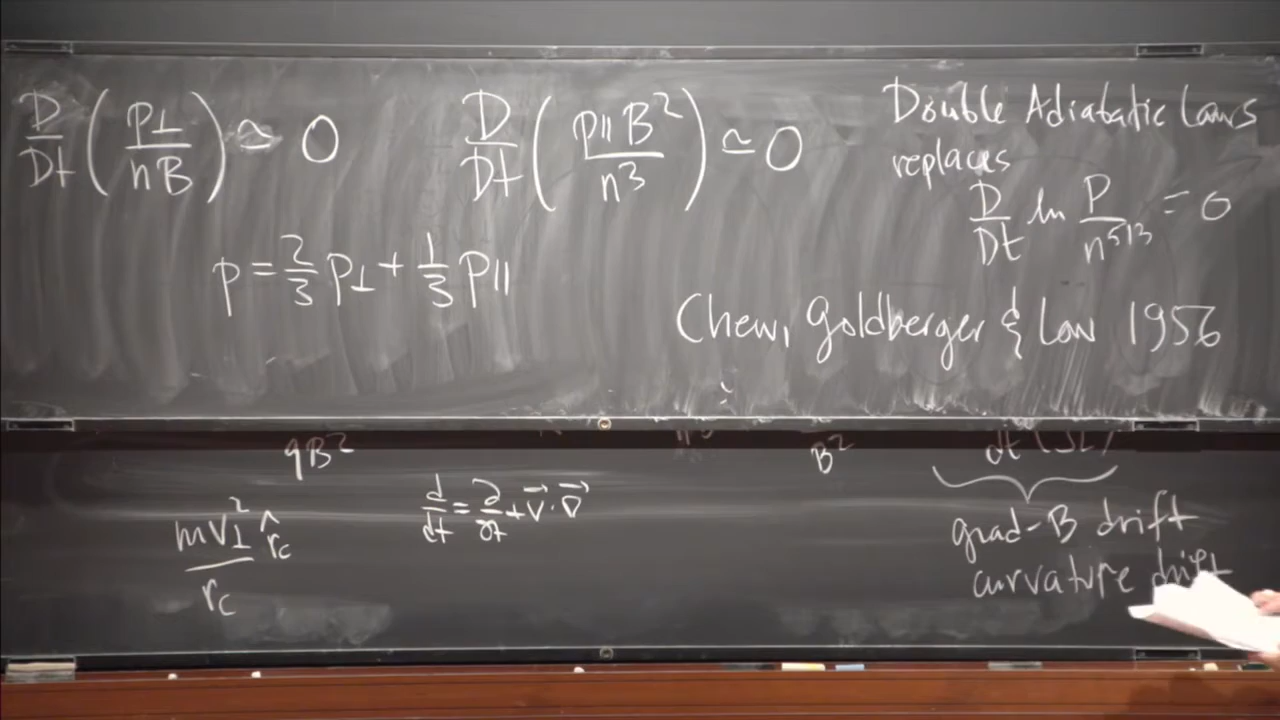 D/Dt (p⊥/nB) ≃ 0
D/Dt (p∥B²/n³) ≃ 0
Double Adiabatic Laws
replaces
D/Dt ln P/n^5/3 = 0
p = 2/3 p⊥ + 1/3 p∥
Chew, Goldberger & Low 1956
qB²
B²
d/dt = ∂/∂t + v⃗·∇⃗
mv⊥²/r_c r̂_c
grad-B drift
curvature drift